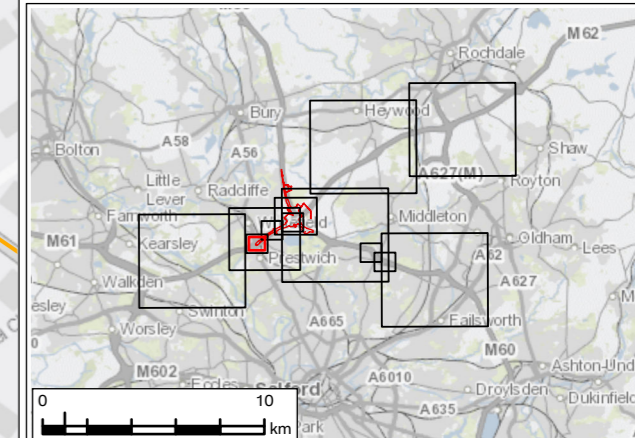 Rochdale
M 62
Bury
Heywood
A58
A56
Shaw
Bolton
A627(M)
Little
Lever
Radcliffe
Royton
Farnworth
Middleton
M61
Kearsley
Oldham
Lees
Prestwich
A62
A627
Walkden
Swinton
Worsley
A665
Failsworth
M60
M602
Eccles
Salford
A6010
Ashton-Und
Droylsden
Dukinfield
A635
Park
0
10
km